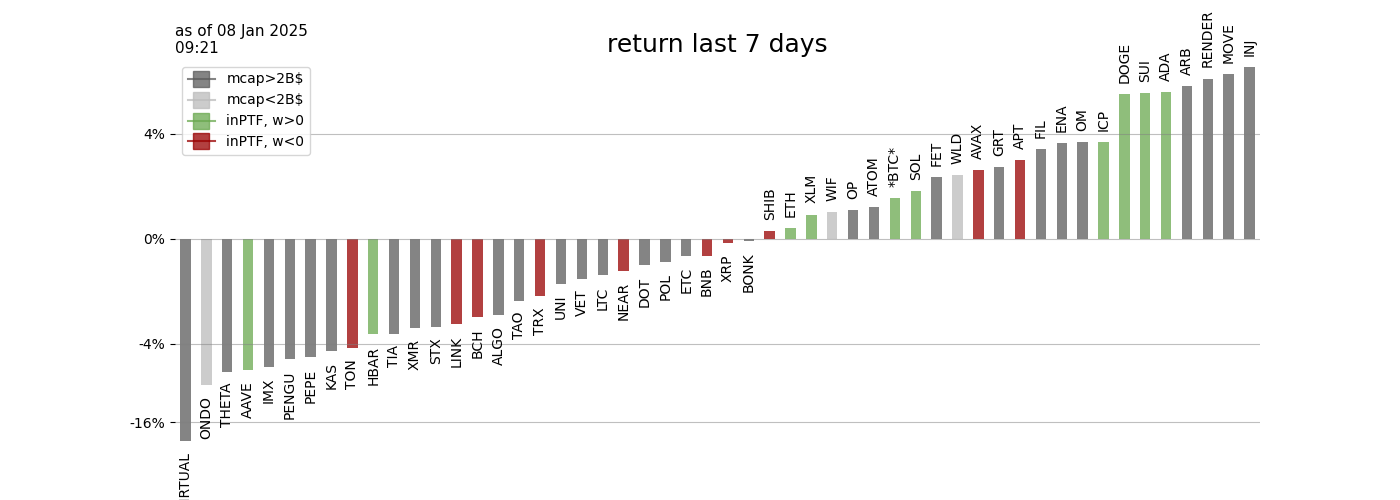 as of 08 Jan 2025
09:21
return last 7 days
mcap>2B$
mcap<2B$
inPTF, w>0
inPTF, w<0
4%
0%
-4%
-16%
RTUAL
ONDO
THETA
AAVE
IMX
PENGU
PEPE
KAS
TON
HBAR
TIA
XMR
STX
LINK
BCH
ALGO
TAO
TRX
UNI
VET
LTC
NEAR
DOT
POL
ETC
BNB
XRP
BONK
SHIB
ETH
XLM
WIF
OP
ATOM
*BTC*
SOL
FET
WLD
AVAX
GRT
APT
FIL
ENA
OM
ICP
DOGE
SUI
ADA
ARB
RENDER
MOVE
INJ